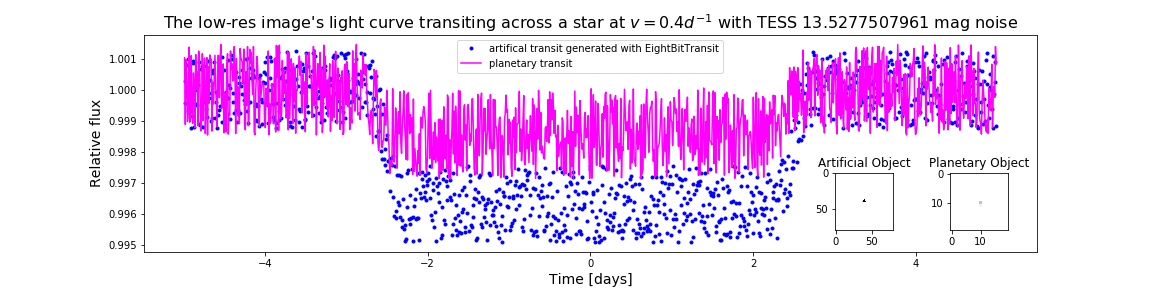 The low-res image's light curve transiting across a star at v = 0.4d⁻¹ with TESS 13.5277507961 mag noise
artifical transit generated with EightBitTransit
planetary transit
Relative flux
1.001
1.000
0.999
0.998
0.997
0.996
0.995
Artificial Object
0
50
0 50
Planetary Object
0
10
0 10
−4 −2 0 2 4
Time [days]